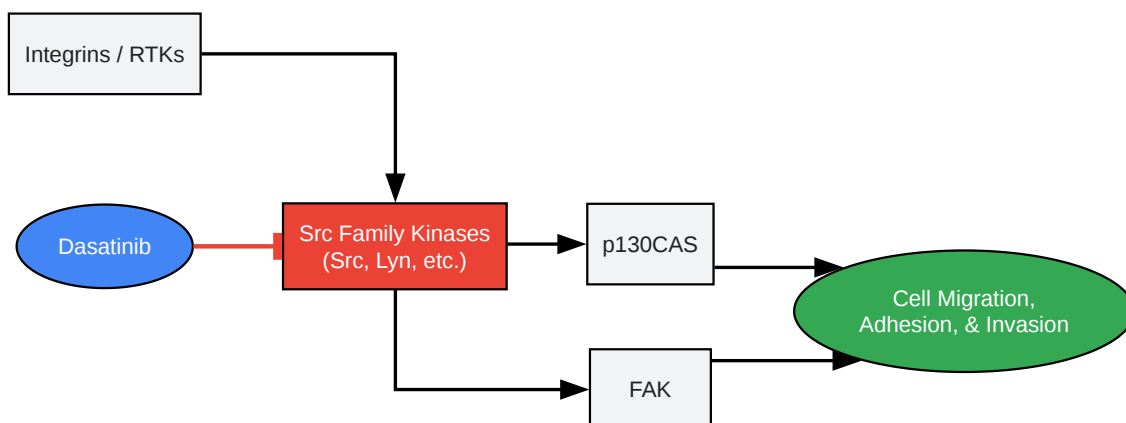 Integrins / RTKs
Dasatinib
Src Family Kinases
(Src, Lyn, etc.)
p130CAS
Cell Migration,
Adhesion, & Invasion
FAK